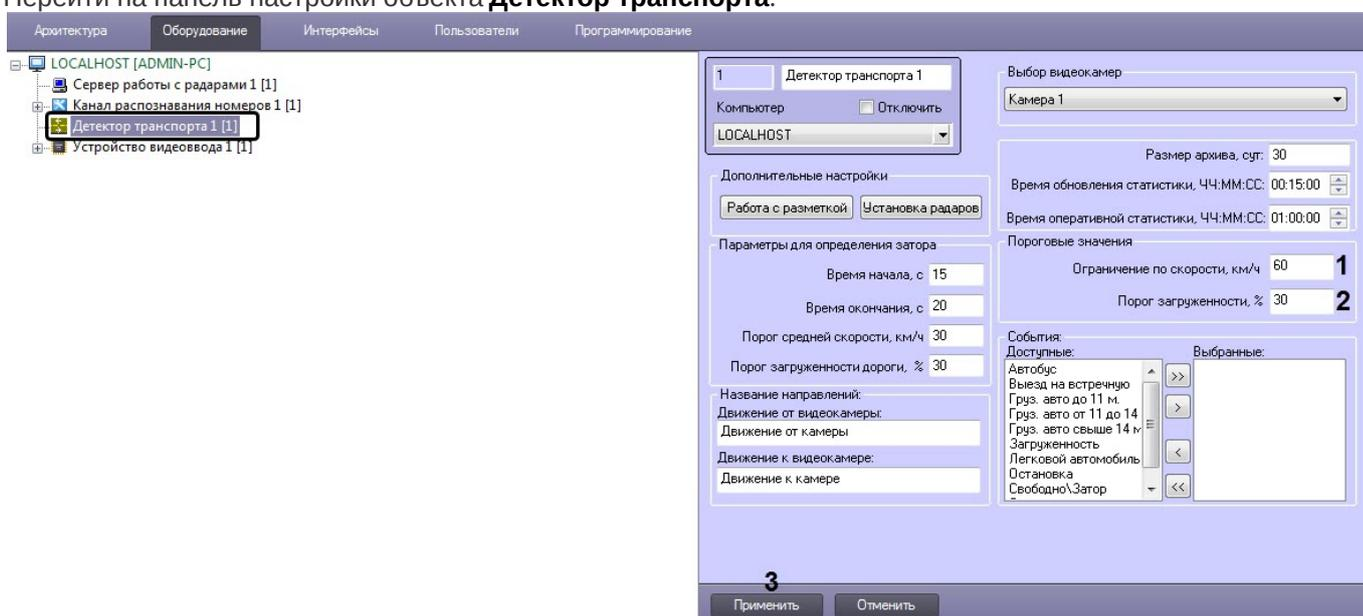 Перейти на панель настройки объекта Детектор транспорта.
Архитектура Оборудование Интерфейсы Пользователи Программирование
LOCALHOST [ADMIN-PC]
Сервер работы с радарами 1 [1]
Канал распознавания номеров 1 [1]
Детектор транспорта 1 [1]
Устройство видеоввода 1 [1]
1 Детектор транспорта 1
Компьютер Отключить
LOCALHOST
Дополнительные настройки
Работа с разметкой Установка радаров
Параметры для определения затора
Время начала, с 15
Время окончания, с 20
Порог средней скорости, км/ч 30
Порог загруженности дороги, % 30
Название направлений:
Движение от видеокамеры:
Движение от камеры
Движение к видеокамере:
Движение к камере
Выбор видеокамер
Камера 1
Размер архива, сут: 30
Время обновления статистики, ЧЧ:ММ:СС: 00:15:00
Время оперативной статистики, ЧЧ:ММ:СС: 01:00:00
Пороговые значения
Ограничение по скорости, км/ч 60 1
Порог загруженности, % 30 2
События:
Доступные: Выбранные:
Автобус
Выезд на встречную
Груз. авто до 11 м.
Груз. авто от 11 до 14
Груз. авто свыше 14 м
Загруженность
Легковой автомобиль
Остановка
Свободно\Затор
>>
>
<
<<
3
Применить Отменить